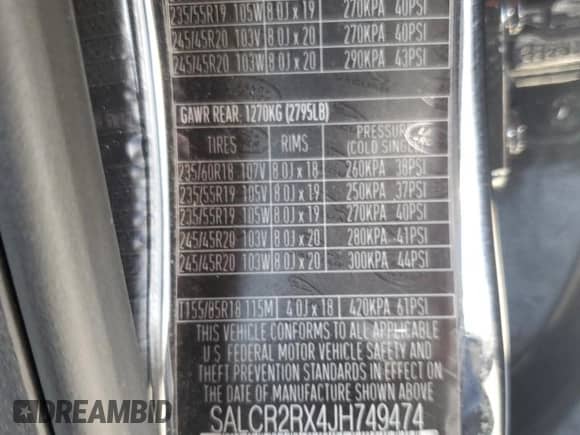 235/55R19 105W 8.0J x 19 270KPA 40PSI
245/45R20 103V 8.0J x 20 270KPA 40PSI
245/45R20 103W 8.0J x 20 290KPA 43PSI
GAWR REAR. 1270KG (2795LB)
TIRES RIMS PRESSURE
(COLD SINGLE)
235/60R18 107V 8.0J x 18 260KPA 38PSI
235/55R19 105V 8.0J x 19 250KPA 37PSI
235/55R19 105W 8.0J x 19 270KPA 40PSI
245/45R20 103V 8.0J x 20 280KPA 41PSI
245/45R20 103W 8.0J x 20 300KPA 44PSI
T155/85R18 115M 4.0J x 18 420KPA 61PSI
THIS VEHICLE CONFORMS TO ALL APPLICABLE
U.S. FEDERAL MOTOR VEHICLE SAFETY AND
THEFT PREVENTION STANDARDS IN EFFECT ON
THE DATE OF MANUFACTURE SHOWN ABOVE
SALCR2RX4JH749474
DREAMBID